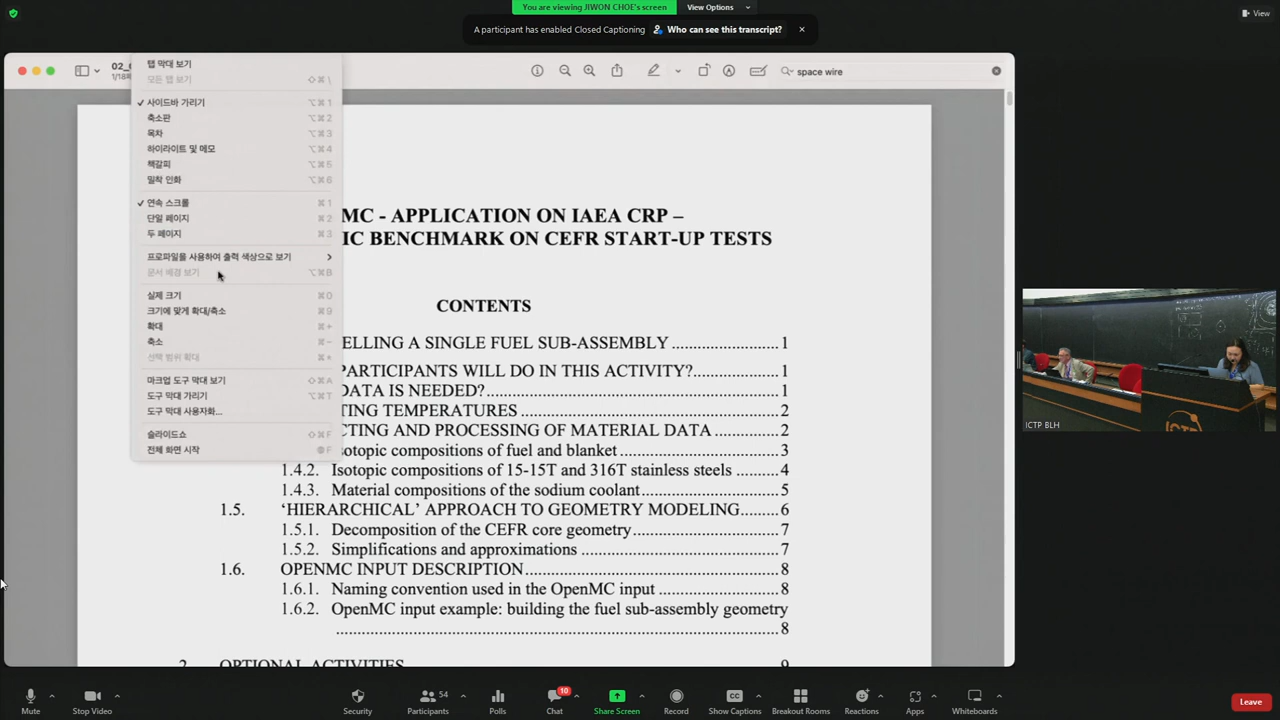 You are viewing JIWON CHOE's screen
View Options
View
A participant has enabled Closed Captioning
Who can see this transcript?
space wire
탭 막대 보기
모든 탭 보기 ⇧⌘\
✓ 사이드바 가리기 ⌥⌘1
축소판 ⌥⌘2
목차 ⌥⌘3
하이라이트 및 메모 ⌥⌘4
책갈피 ⌥⌘5
밀착 인화 ⌥⌘6
✓ 연속 스크롤 ⌘1
단일 페이지 ⌘2
두 페이지 ⌘3
프로파일을 사용하여 출력 색상으로 보기 >
문서 배경 보기 ⌥⌘B
실제 크기 ⌘0
크기에 맞게 확대/축소 ⌘9
확대 ⌘+
축소 ⌘-
선택 범위 확대 ⌘*
마크업 도구 막대 보기 ⇧⌘A
도구 막대 가리기 ⌥⌘T
도구 막대 사용자화...
슬라이드쇼 ⇧⌘F
전체 화면 시작 F
MC - APPLICATION ON IAEA CRP –
IC BENCHMARK ON CEFR START-UP TESTS
CONTENTS
ELLING A SINGLE FUEL SUB-ASSEMBLY 1
PARTICIPANTS WILL DO IN THIS ACTIVITY? 1
DATA IS NEEDED? 1
TING TEMPERATURES 2
CTING AND PROCESSING OF MATERIAL DATA 2
sotopic compositions of fuel and blanket 3
1.4.2. Isotopic compositions of 15-15T and 316T stainless steels 4
1.4.3. Material compositions of the sodium coolant 5
1.5. ‘HIERARCHICAL’ APPROACH TO GEOMETRY MODELING 6
1.5.1. Decomposition of the CEFR core geometry 7
1.5.2. Simplifications and approximations 7
1.6. OPENMC INPUT DESCRIPTION 8
1.6.1. Naming convention used in the OpenMC input 8
1.6.2. OpenMC input example: building the fuel sub-assembly geometry
8
2. OPTIONAL ACTIVITIES 9
ICTP BLH
Mute
Stop Video
Security
Participants 54
Polls
Chat 10
Share Screen
Record
Show Captions
Breakout Rooms
Reactions
Apps
Whiteboards
Leave